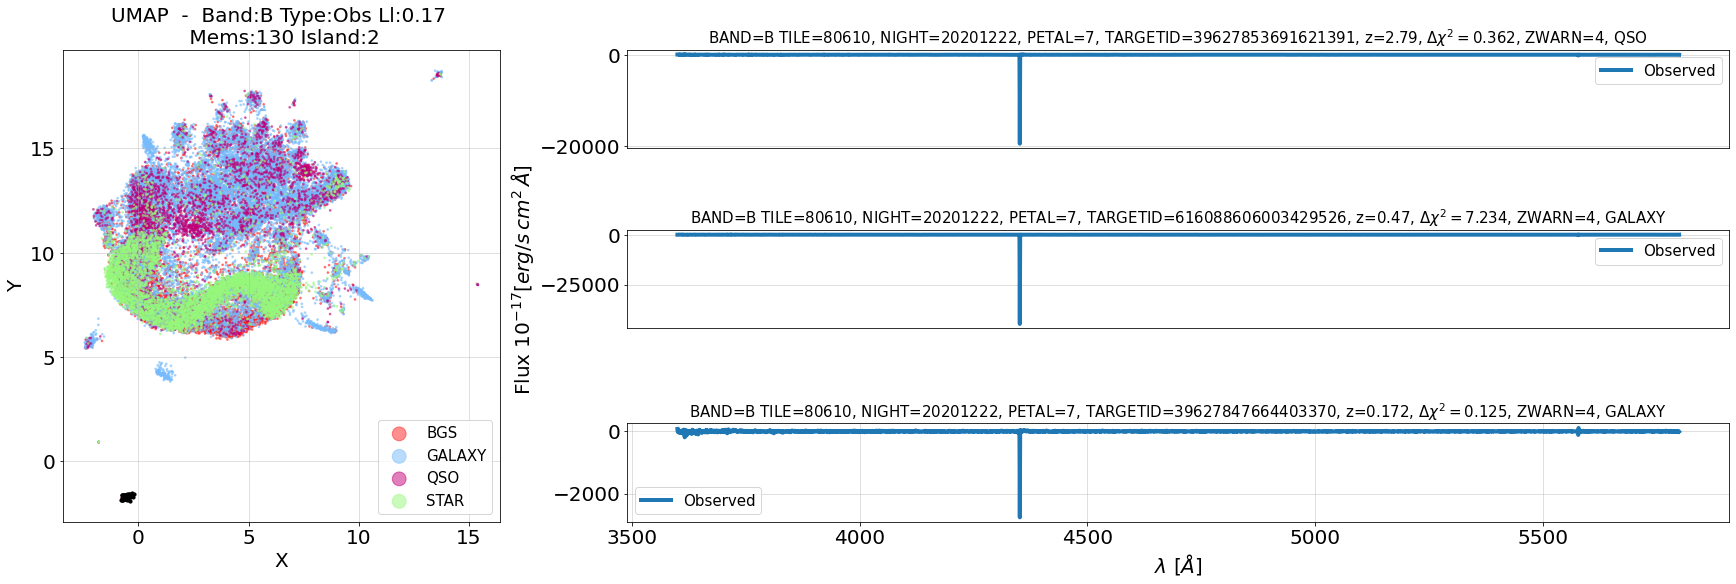 UMAP - Band:B Type:Obs Ll:0.17
Mems:130 Island:2
Y
15
10
5
0
BGS
GALAXY
QSO
STAR
0 5 10 15
X
Flux 10⁻¹⁷[erg/s cm² Å]
BAND=B TILE=80610, NIGHT=20201222, PETAL=7, TARGETID=39627853691621391, z=2.79, Δχ² = 0.362, ZWARN=4, QSO
0
−20000
Observed
BAND=B TILE=80610, NIGHT=20201222, PETAL=7, TARGETID=616088606003429526, z=0.47, Δχ² = 7.234, ZWARN=4, GALAXY
0
−25000
Observed
BAND=B TILE=80610, NIGHT=20201222, PETAL=7, TARGETID=39627847664403370, z=0.172, Δχ² = 0.125, ZWARN=4, GALAXY
0
−2000
Observed
3500 4000 4500 5000 5500
λ [Å]